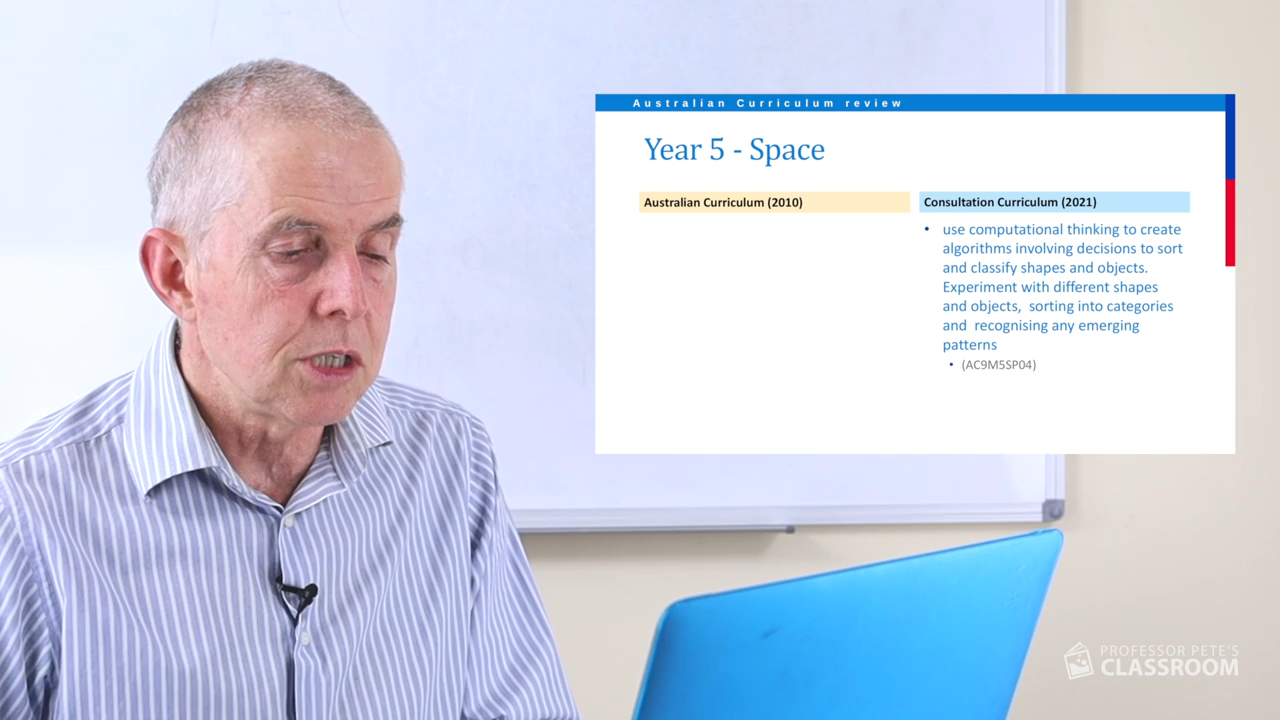 Australian Curriculum review
Year 5 - Space
Australian Curriculum (2010)
Consultation Curriculum (2021)
• use computational thinking to create
algorithms involving decisions to sort
and classify shapes and objects.
Experiment with different shapes
and objects, sorting into categories
and recognising any emerging
patterns
• (AC9M5SP04)
PROFESSOR PETE'S
CLASSROOM